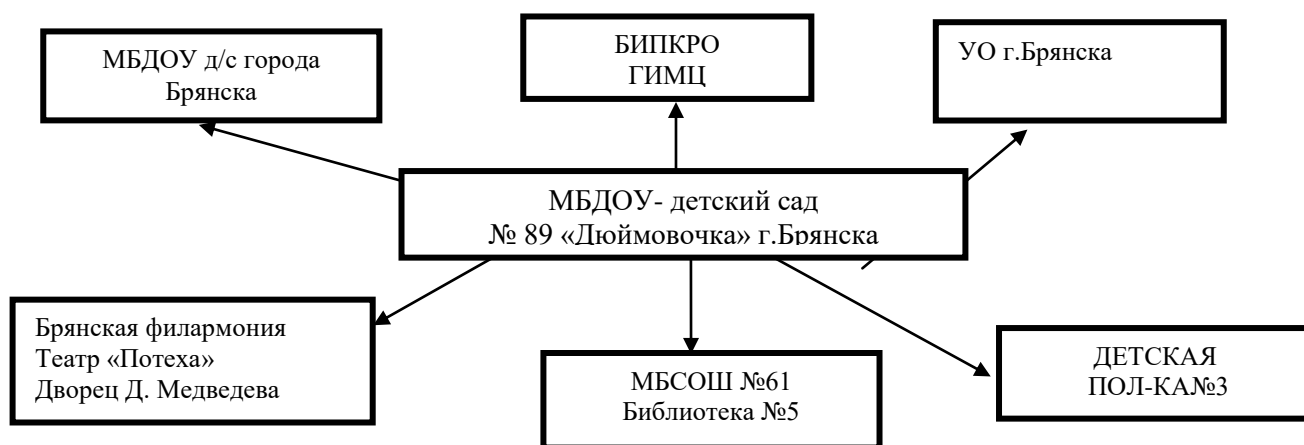 МБДОУ д/с города
Брянска
БИПКРО
ГИМЦ
УО г.Брянска
МБДОУ- детский сад
№ 89 «Дюймовочка» г.Брянска
Брянская филармония
Театр «Потеха»
Дворец Д. Медведева
МБСОШ №61
Библиотека №5
ДЕТСКАЯ
ПОЛ-КА№3